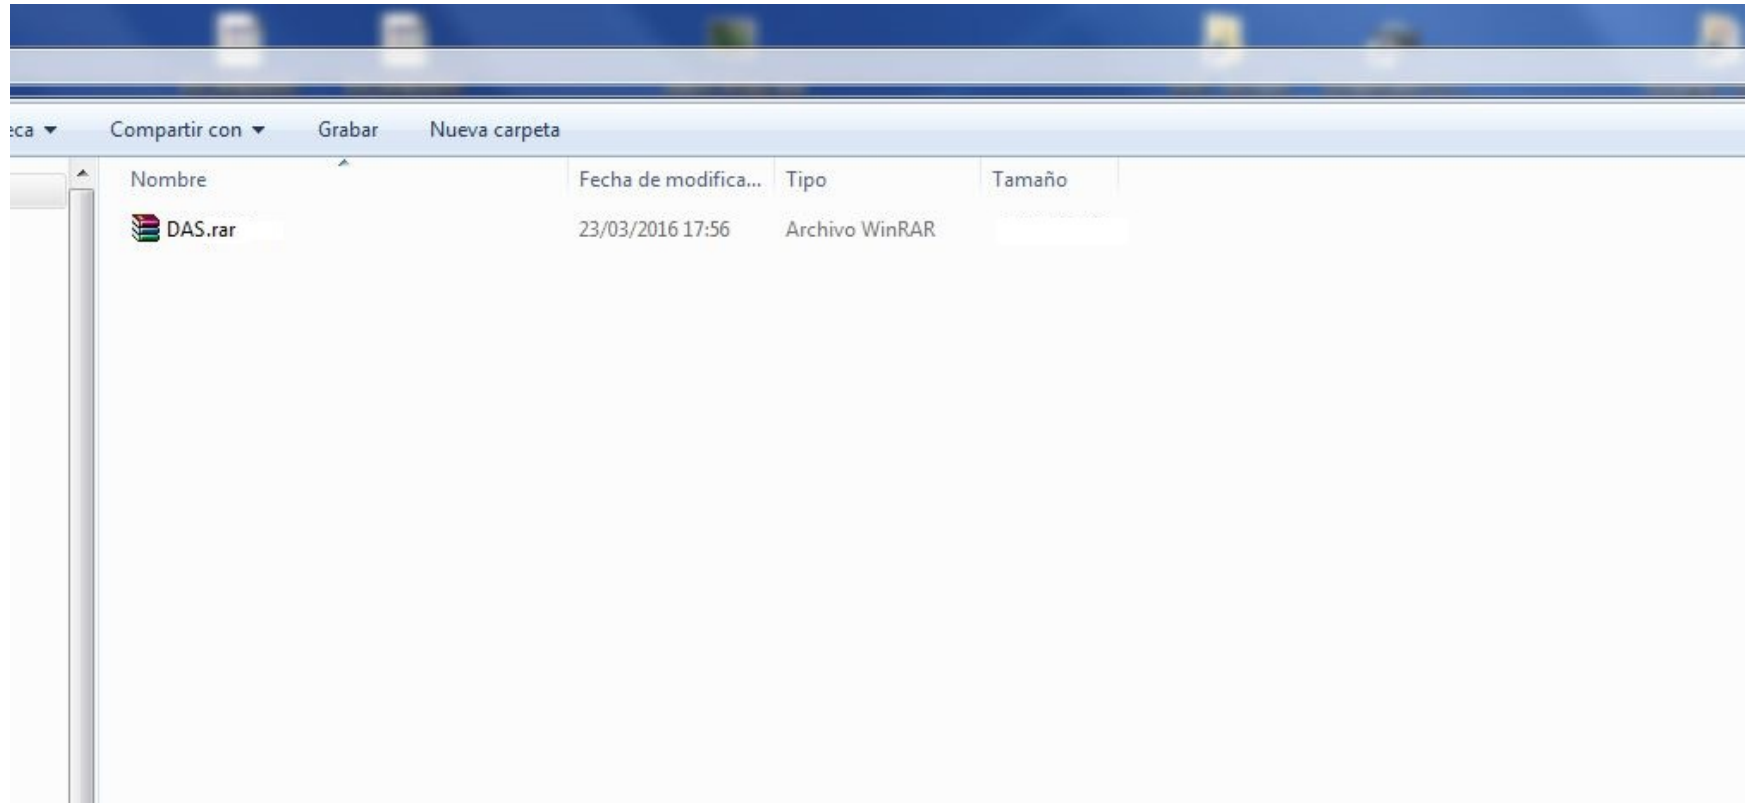 Compartir con Grabar Nueva carpeta
Nombre Fecha de modifica... Tipo Tamaño
DAS.rar 23/03/2016 17:56 Archivo WinRAR